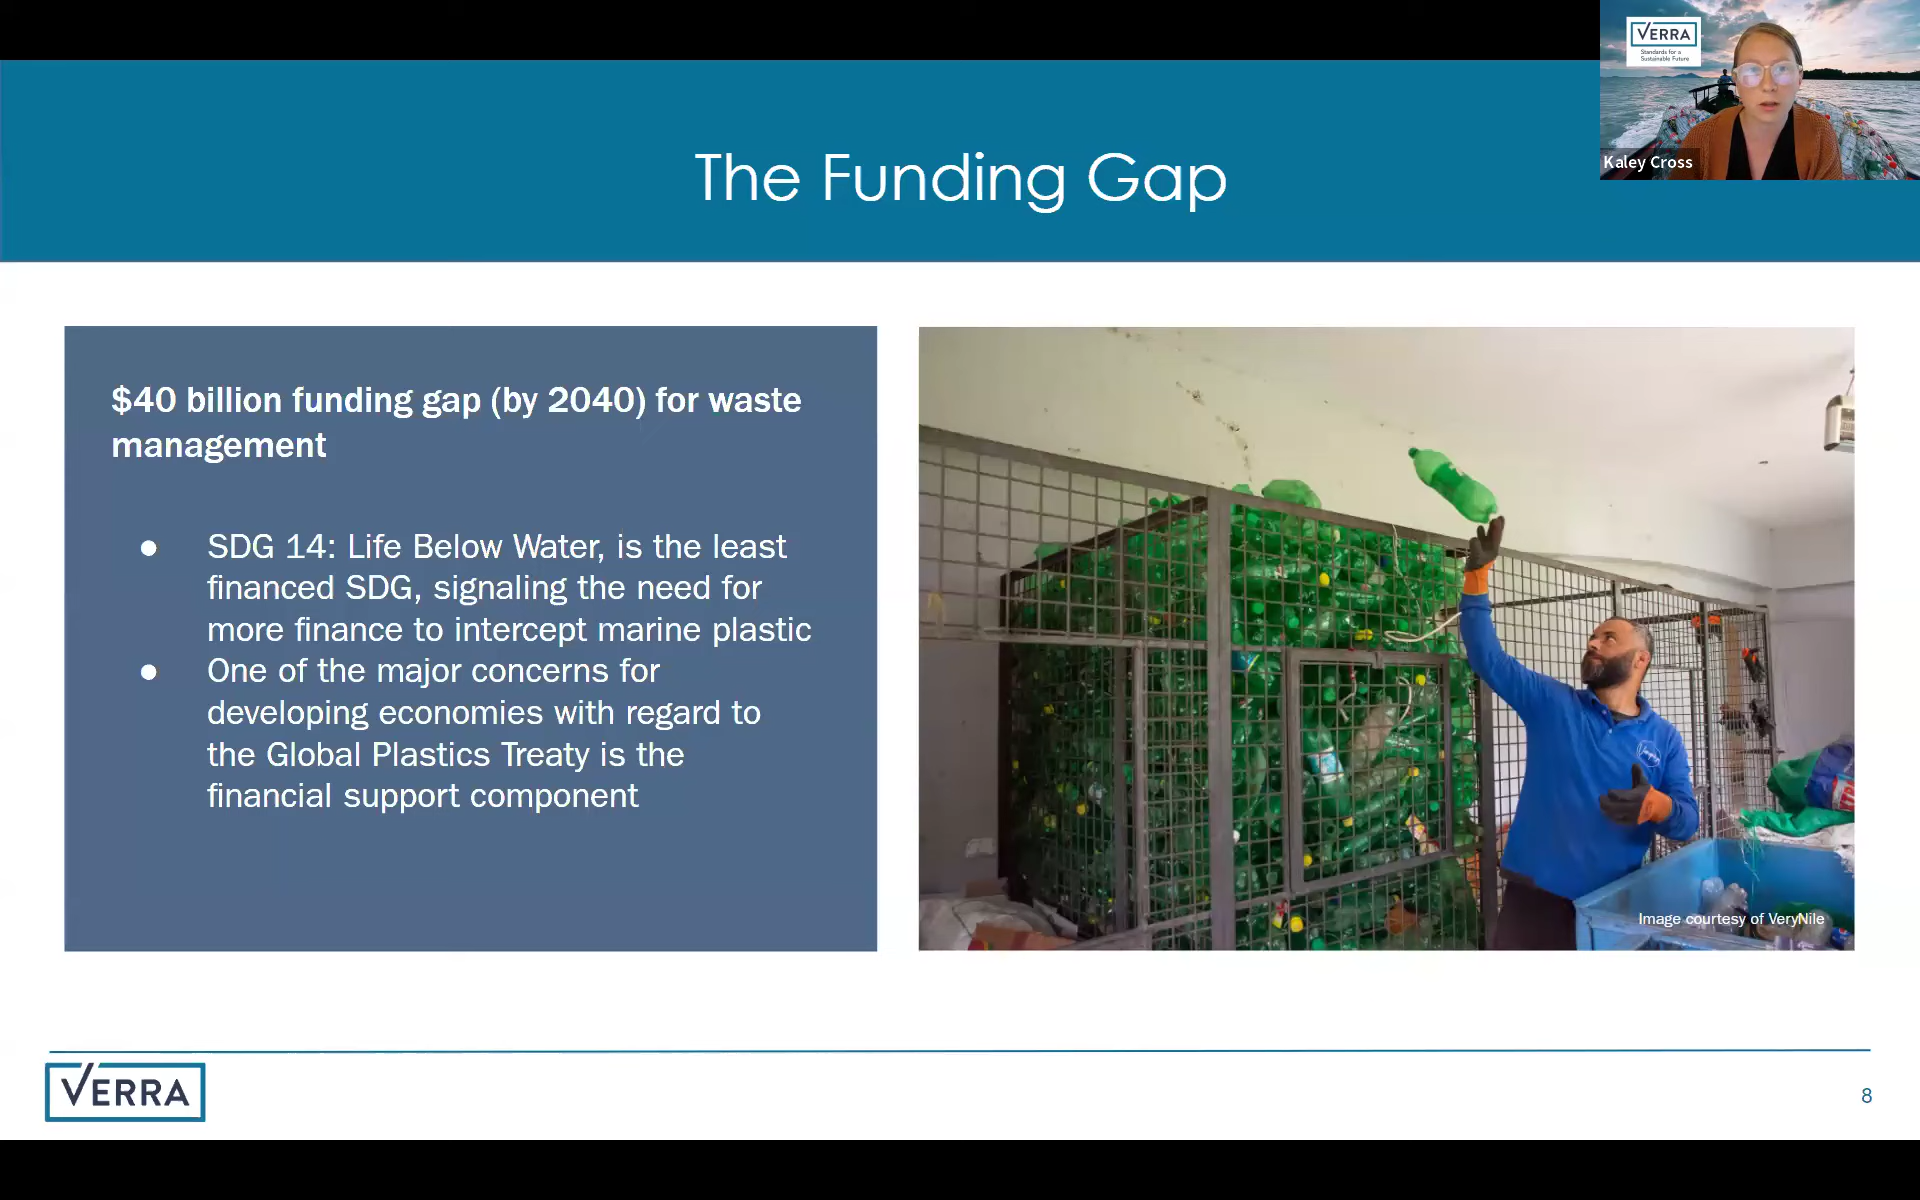 VERRA
Standards for a
Sustainable Future
Kaley Cross
The Funding Gap
$40 billion funding gap (by 2040) for waste
management
● SDG 14: Life Below Water, is the least
financed SDG, signaling the need for
more finance to intercept marine plastic
● One of the major concerns for
developing economies with regard to
the Global Plastics Treaty is the
financial support component
Image courtesy of VeryNile
VERRA
8